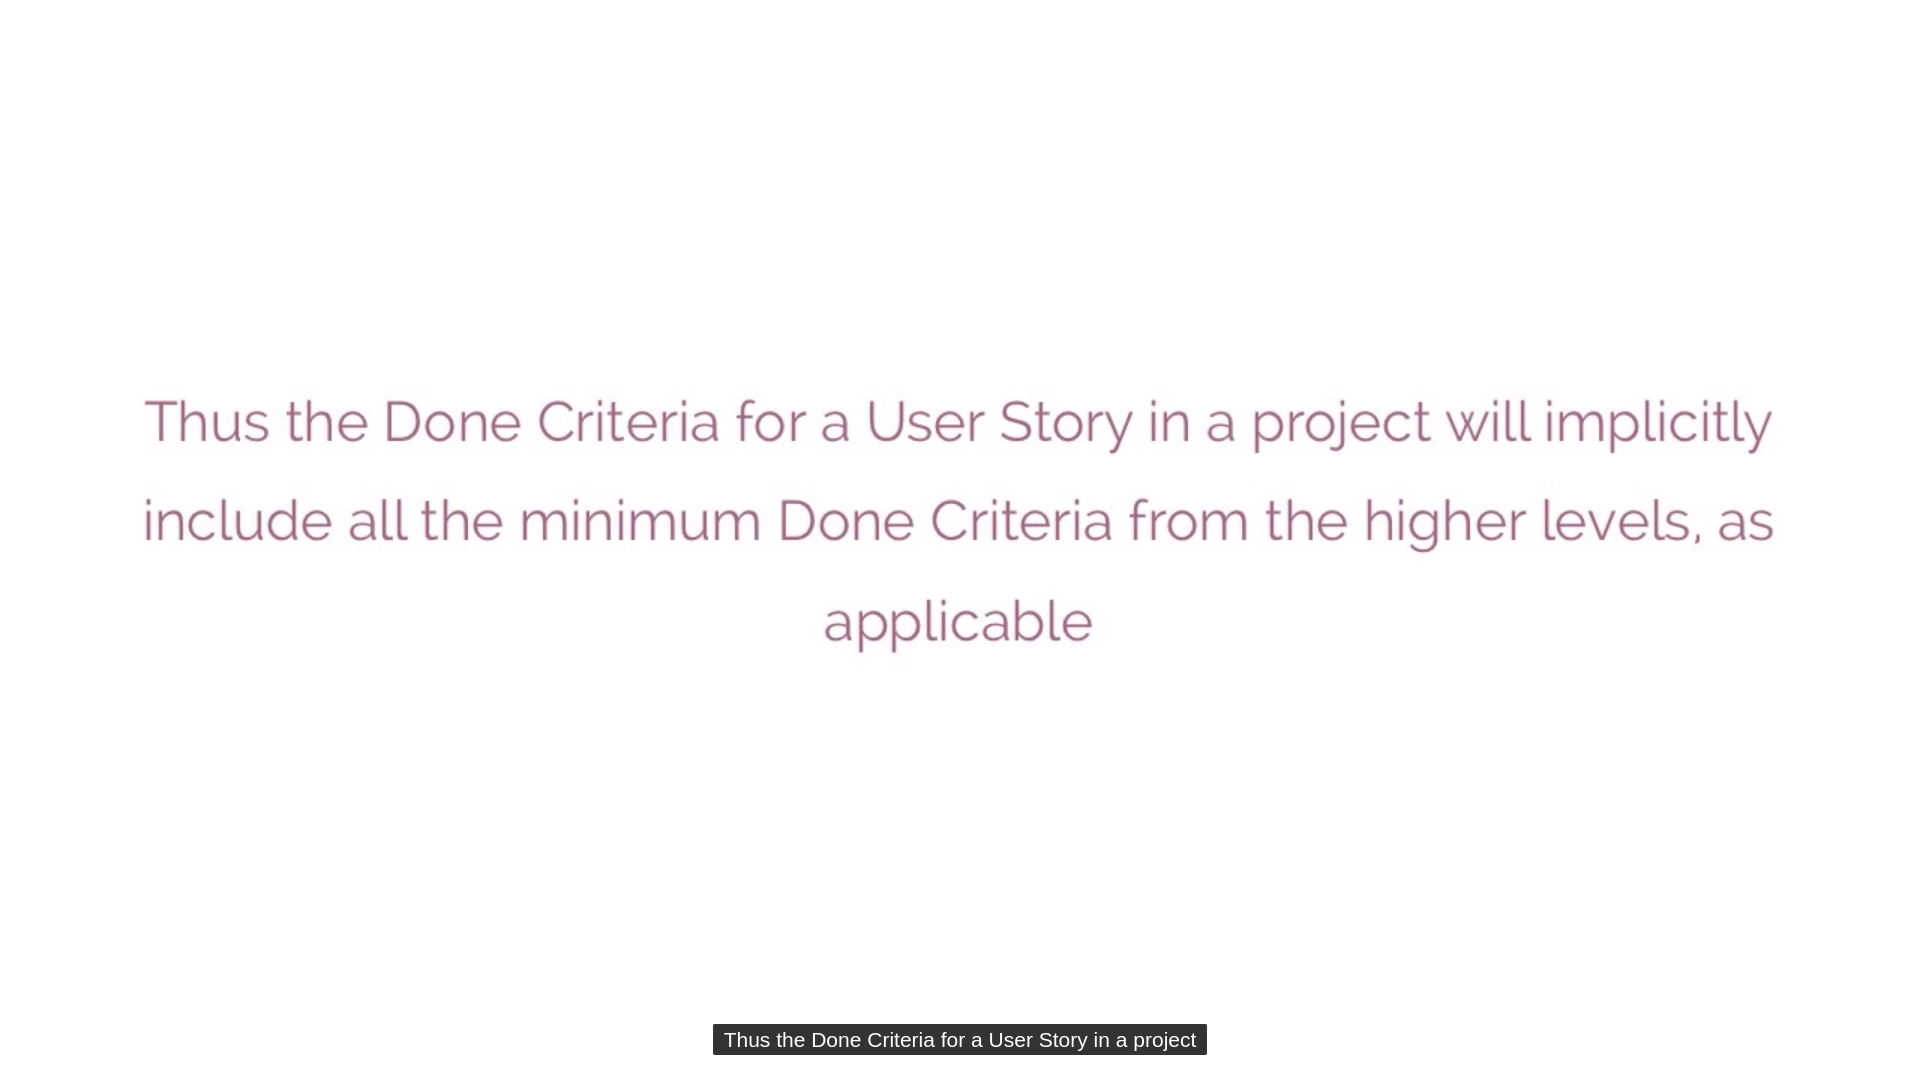 Thus the Done Criteria for a User Story in a project will implicitly
include all the minimum Done Criteria from the higher levels, as
applicable
Thus the Done Criteria for a User Story in a project